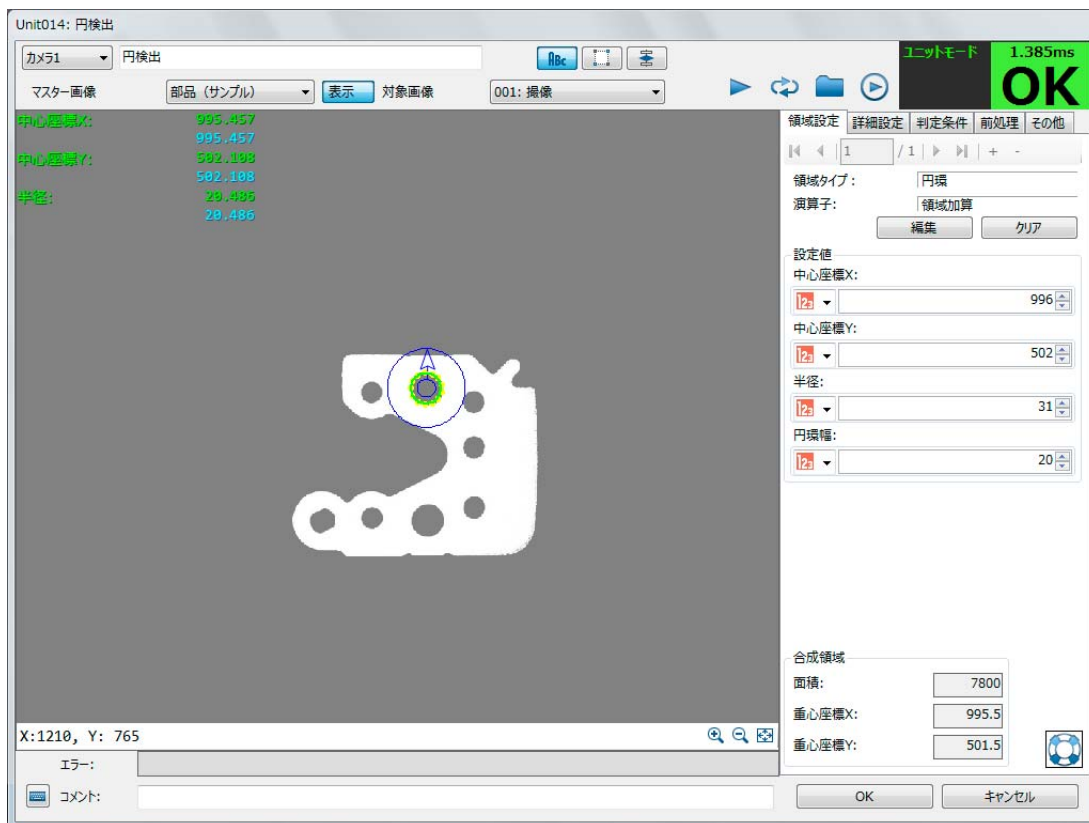 Unit014: 円検出
カメラ1 円検出 ABC ユニットモード 1.385ms
OK
マスター画像 部品 (サンプル) 表示 対象画像 001: 撮像
中心座標X: 995.457
995.457
中心座標Y: 502.108
502.108
半径: 20.486
20.486
領域設定 詳細設定 判定条件 前処理 その他
1 / 1 + -
領域タイプ: 円環
演算子: 領域加算
編集 クリア
設定値
中心座標X:
123 996
中心座標Y:
123 502
半径:
123 31
円環幅:
123 20
合成領域
面積: 7800
重心座標X: 995.5
重心座標Y: 501.5
X:1210, Y: 765
エラー:
コメント:
OK キャンセル